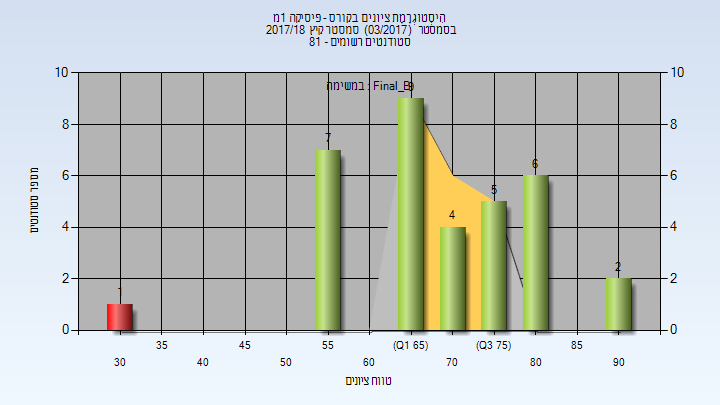 היסטוגרמת ציונים בקורס - פיסיקה 1מ
בסמסטר (03/2017) סמסטר קיץ 2017/18
סטודנטים רשומים - 81
במשימה : Final_B
10 10
8 8
6 6
4 4
2 2
0 0
1 7 9 4 5 6 2
מספר סטודנטים
35 45 55 (Q1 65) (Q3 75) 85
30 40 50 60 70 80 90
טווח ציונים